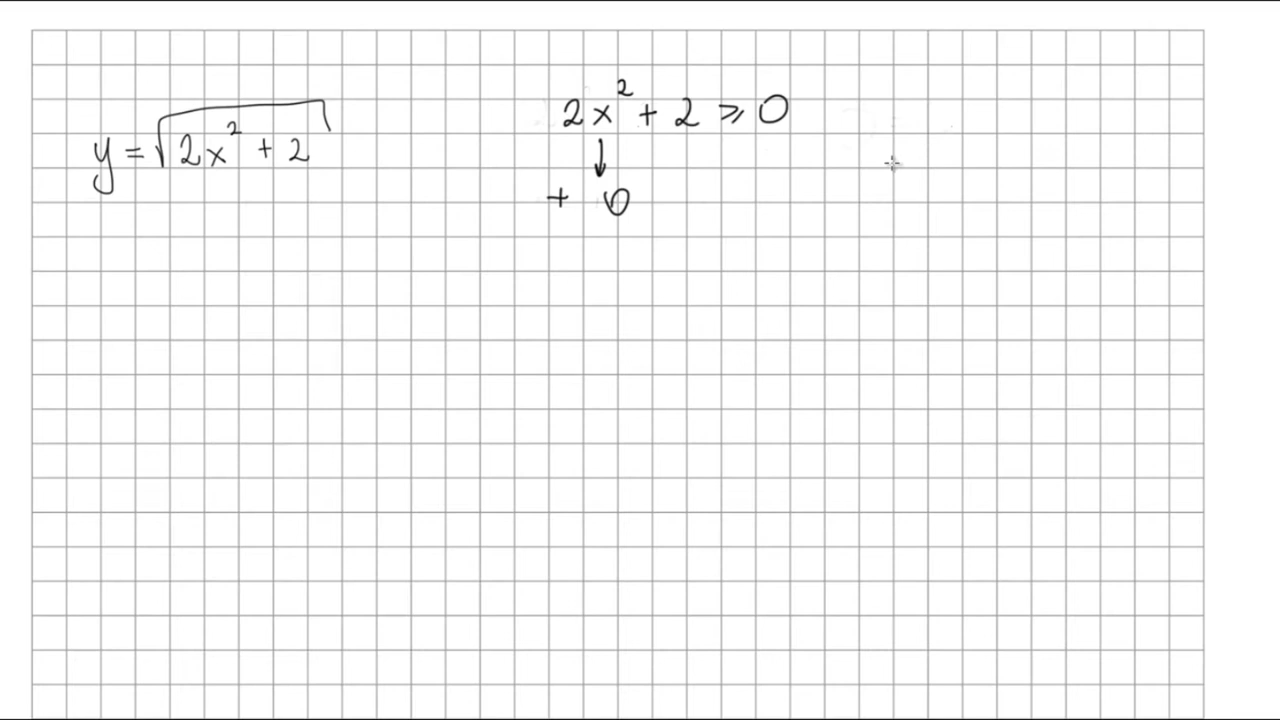 y = √(2x² + 2)
2x² + 2 ⩾ 0
↓
+ 0